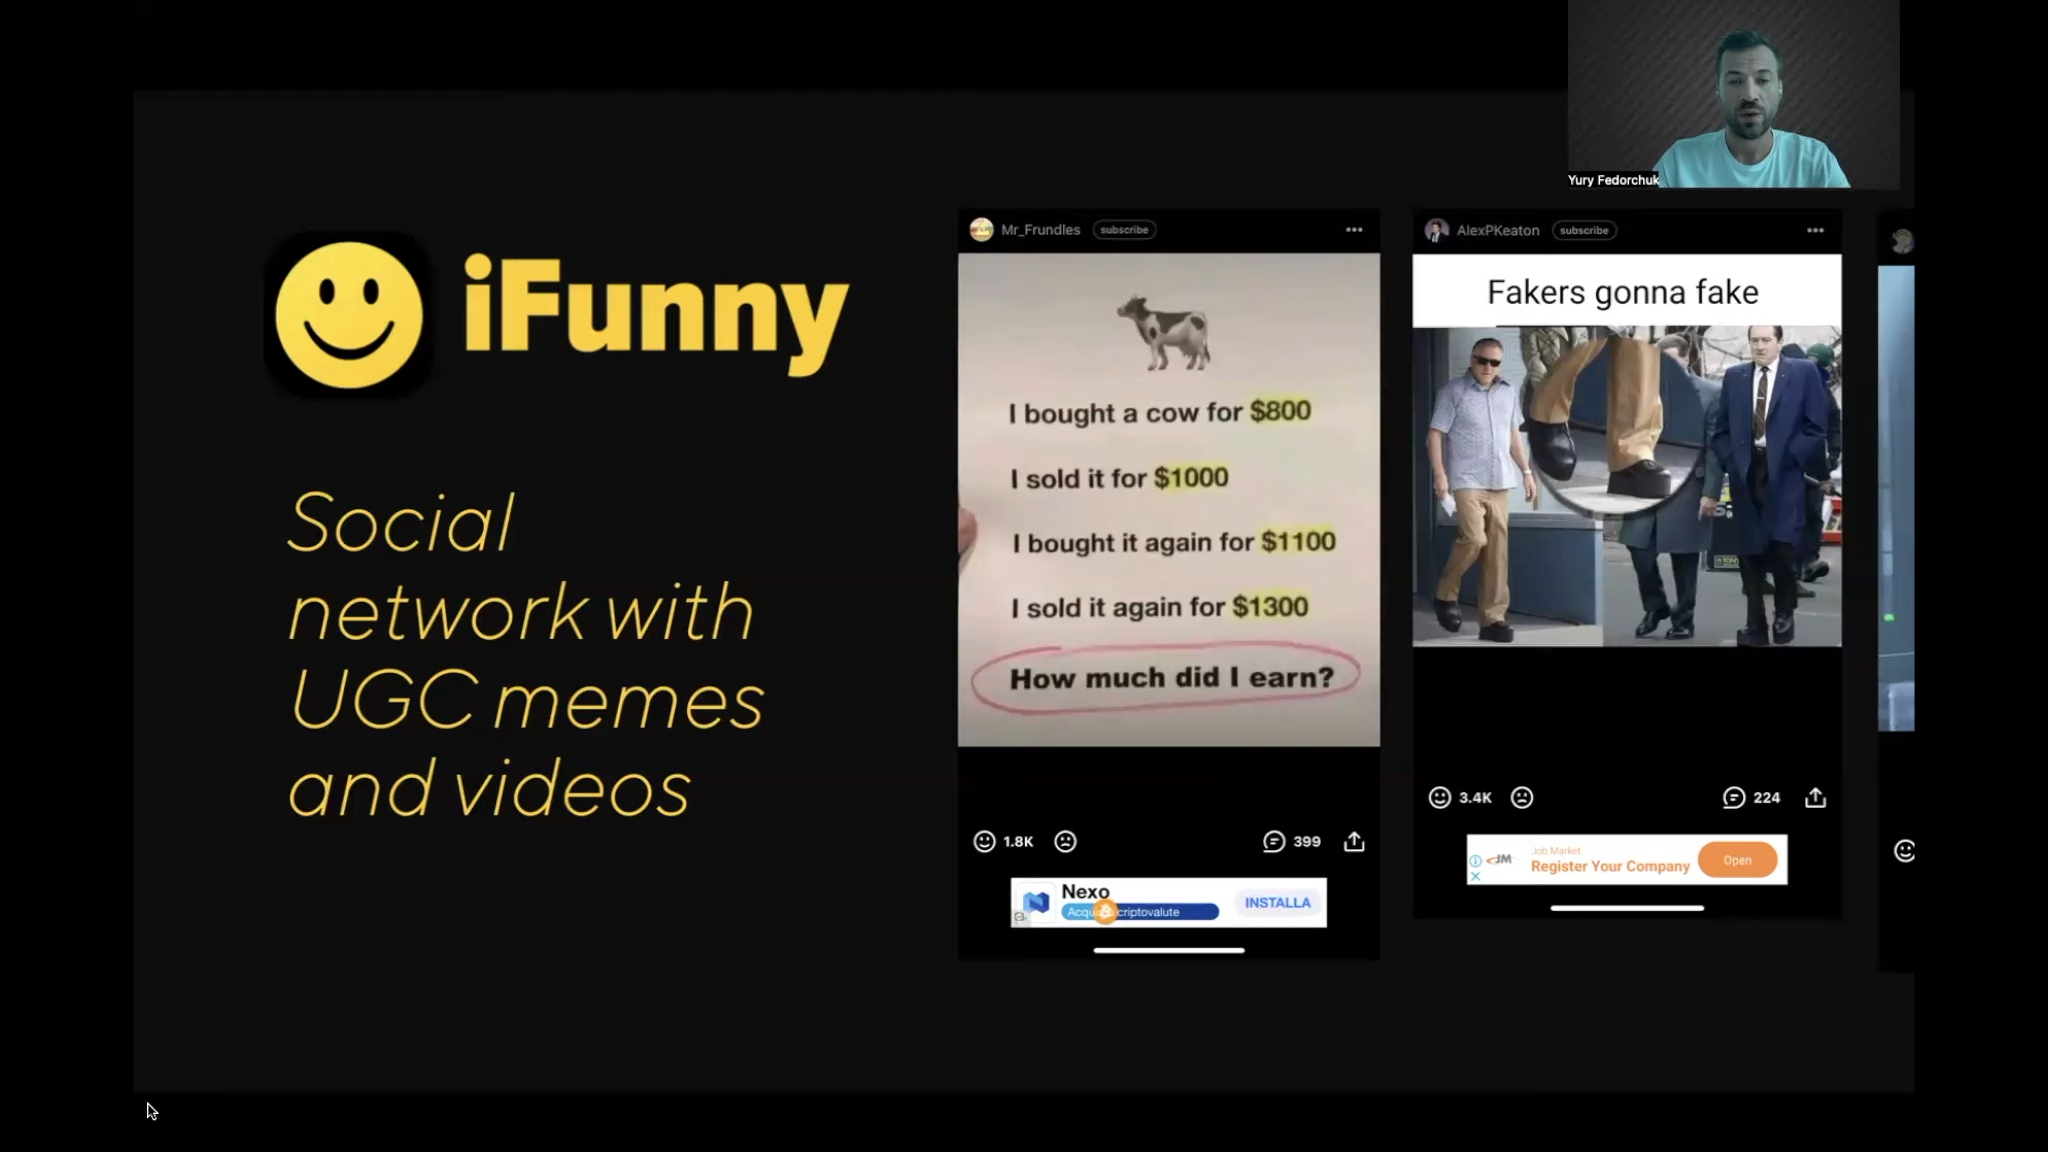 Yury Fedorchuk
iFunny
Social
network with
UGC memes
and videos
Mr_Frundles subscribe
I bought a cow for $800
I sold it for $1000
I bought it again for $1100
I sold it again for $1300
How much did I earn?
1.8K 399
Nexo
criptovalute
INSTALLA
AlexPKeaton subscribe
Fakers gonna fake
3.4K 224
JM
Job Market
Register Your Company
Open